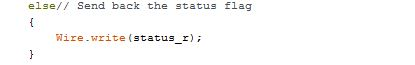 else// Send back the status flag
{
Wire.write(status_r);
}